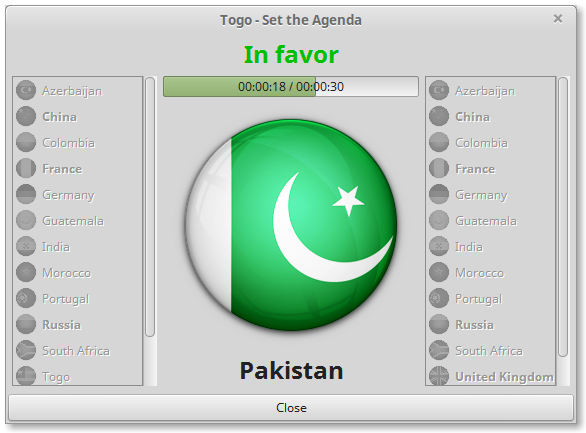 Togo - Set the Agenda
In favor
00:00:18 / 00:00:30
Azerbaijan
China
Colombia
France
Germany
Guatemala
India
Morocco
Portugal
Russia
South Africa
Togo
Pakistan
Azerbaijan
China
Colombia
France
Germany
Guatemala
India
Morocco
Portugal
Russia
South Africa
United Kingdom
Close